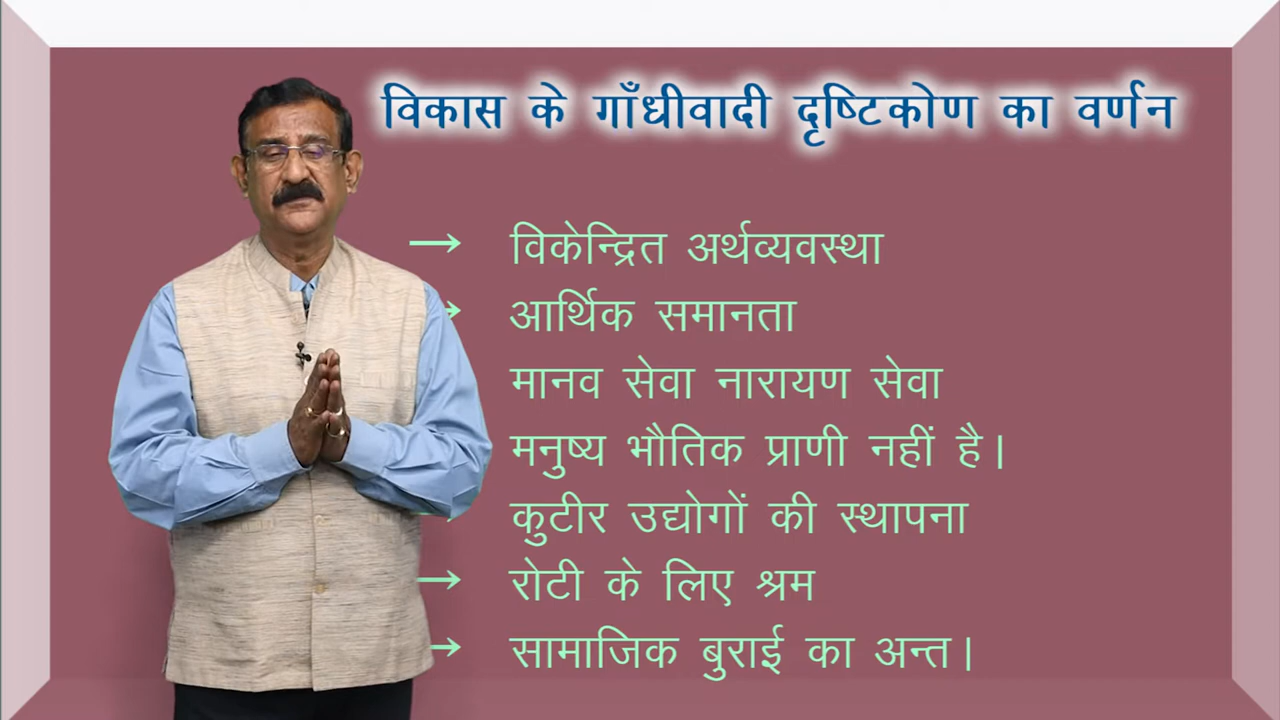 विकास के गाँधीवादी दृष्टिकोण का वर्णन
→ विकेन्द्रित अर्थव्यवस्था
→ आर्थिक समानता
मानव सेवा नारायण सेवा
मनुष्य भौतिक प्राणी नहीं है।
→ कुटीर उद्योगों की स्थापना
→ रोटी के लिए श्रम
→ सामाजिक बुराई का अन्त।